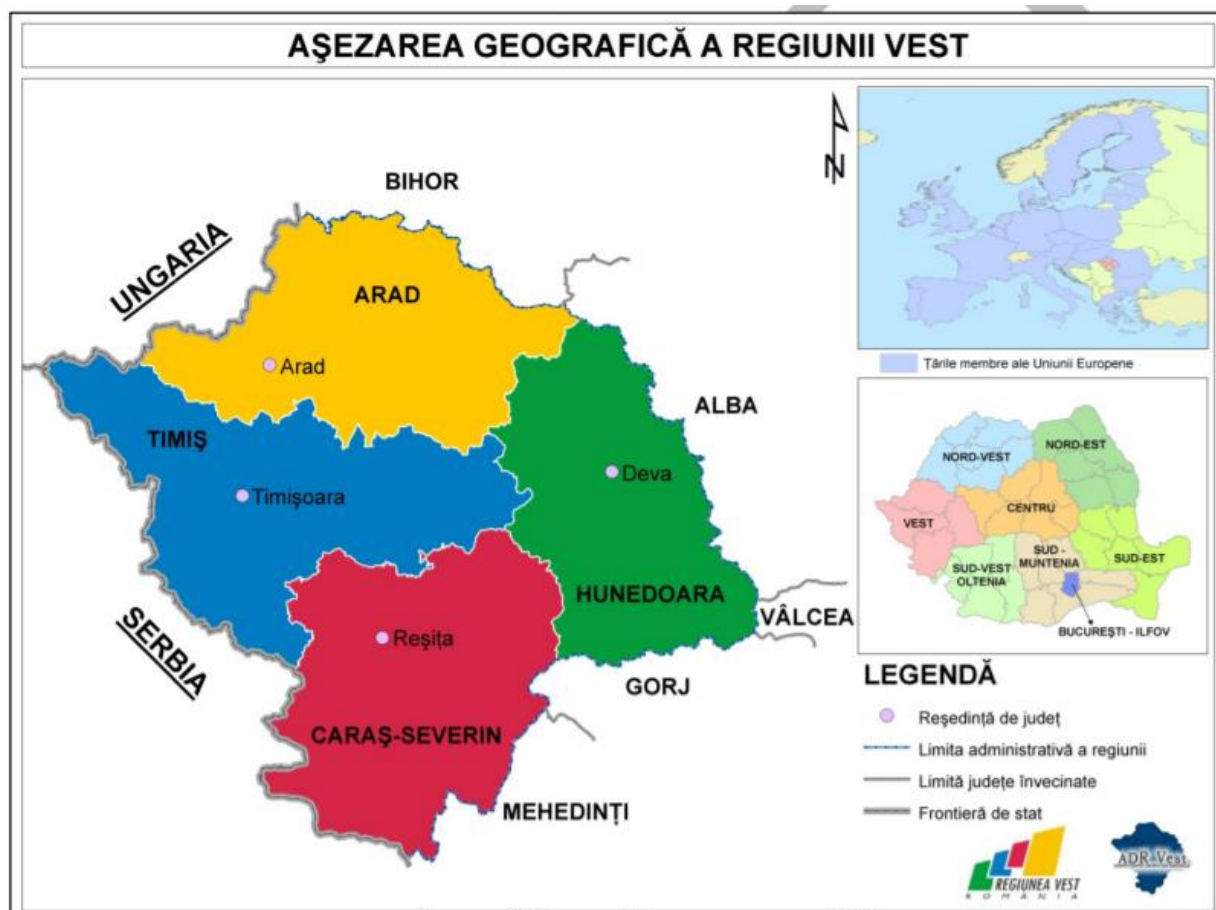 AŞEZAREA GEOGRAFICĂ A REGIUNII VEST
BIHOR
UNGARIA
ARAD
Arad
TIMIŞ
Timişoara
ALBA
Deva
HUNEDOARA
VÂLCEA
SERBIA
Reşiţa
GORJ
CARAŞ-SEVERIN
MEHEDINŢI
N
Ţările membre ale Uniunii Europene
NORD-VEST
NORD-EST
VEST
CENTRU
SUD-VEST
OLTENIA
SUD -
MUNTENIA
SUD-EST
BUCUREŞTI - ILFOV
LEGENDĂ
Reşedinţă de judeţ
Limita administrativă a regiunii
Limită judeţe învecinate
Frontieră de stat
REGIUNEA VEST
ROMÂNIA
ADR Vest